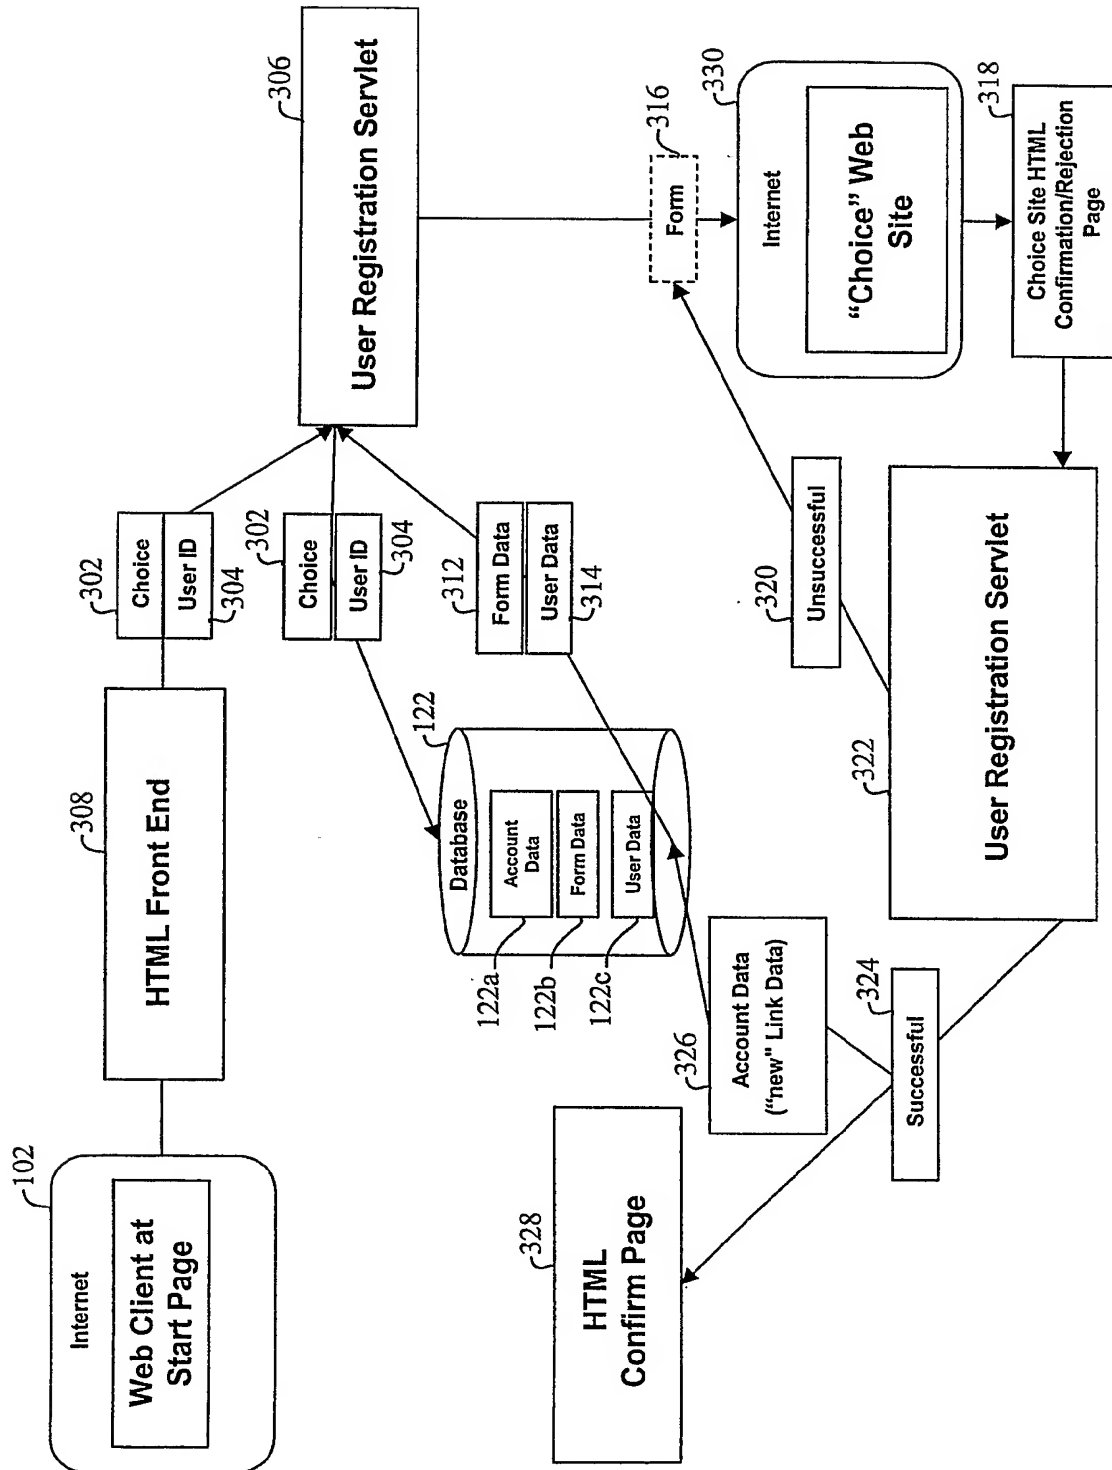 102
Internet
Web Client at
Start Page
308
HTML Front End
302
Choice
User ID
304
306
User Registration Servlet
302
Choice
User ID
304
312
Form Data
User Data
314
122
Database
Account
Data
Form Data
User Data
122a
122b
122c
316
Form
330
Internet
“Choice” Web
Site
318
Choice Site HTML
Confirmation/Rejection
Page
320
Unsuccessful
322
User Registration Servlet
324
Successful
326
Account Data
("new" Link Data)
328
HTML
Confirm Page